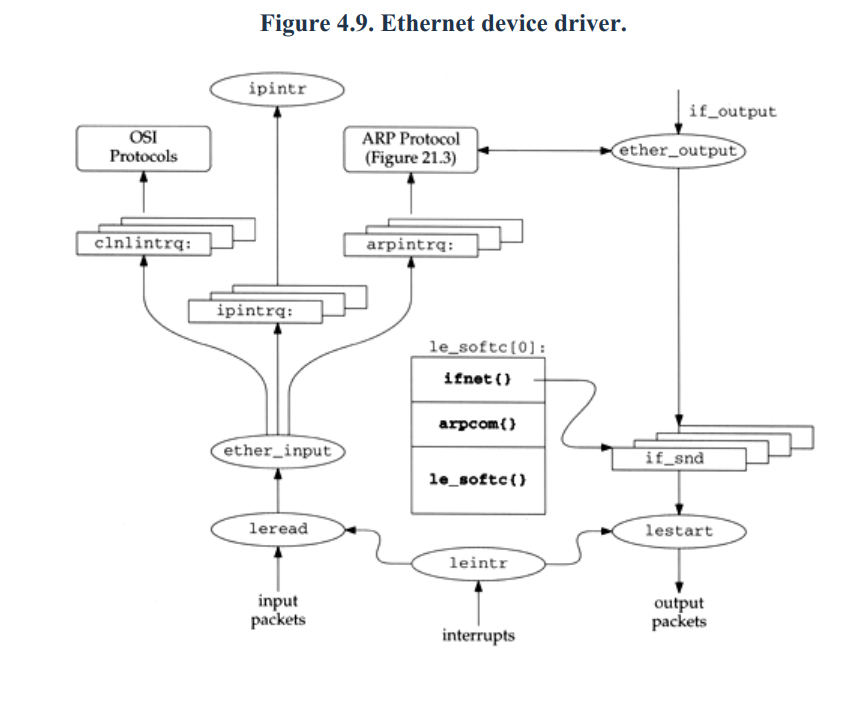 Figure 4.9. Ethernet device driver.
ipintr
if_output
OSI
Protocols
ARP Protocol
(Figure 21.3)
ether_output
clnlintrq:
arpintrq:
ipintrq:
le_softc[0]:
ifnet{}
arpcom{}
le_softc{}
ether_input
if_snd
leread
lestart
leintr
input
packets
interrupts
output
packets